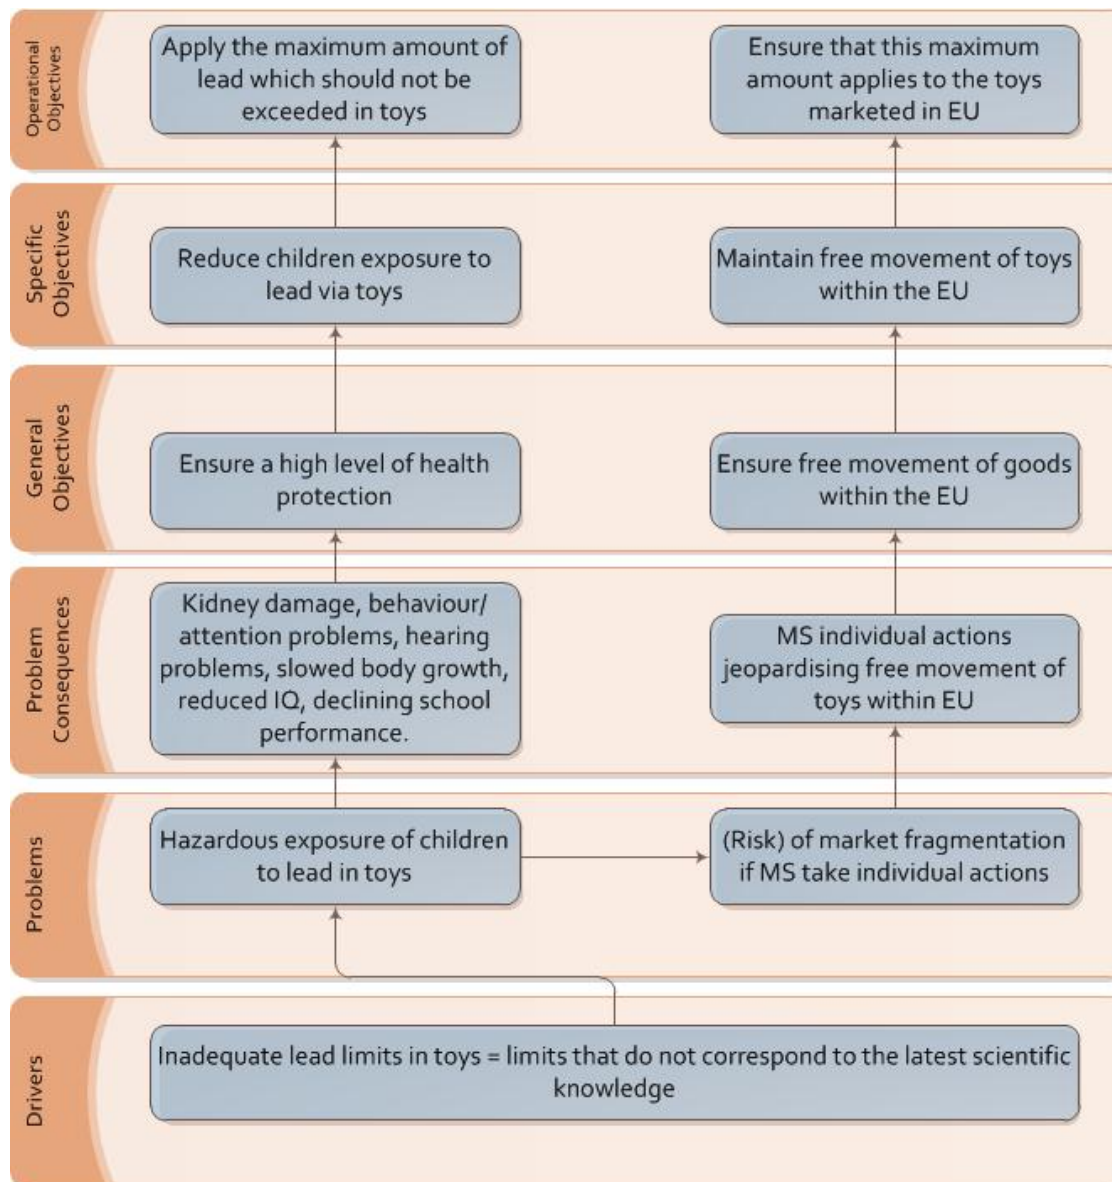 Operational
Objectives
Apply the maximum amount of
lead which should not be
exceeded in toys
Ensure that this maximum
amount applies to the toys
marketed in EU
Specific
Objectives
Reduce children exposure to
lead via toys
Maintain free movement of toys
within the EU
General
Objectives
Ensure a high level of health
protection
Ensure free movement of goods
within the EU
Problem
Consequences
Kidney damage, behaviour/
attention problems, hearing
problems, slowed body growth,
reduced IQ, declining school
performance.
MS individual actions
jeopardising free movement of
toys within EU
Problems
Hazardous exposure of children
to lead in toys
(Risk) of market fragmentation
if MS take individual actions
Drivers
Inadequate lead limits in toys = limits that do not correspond to the latest scientific
knowledge